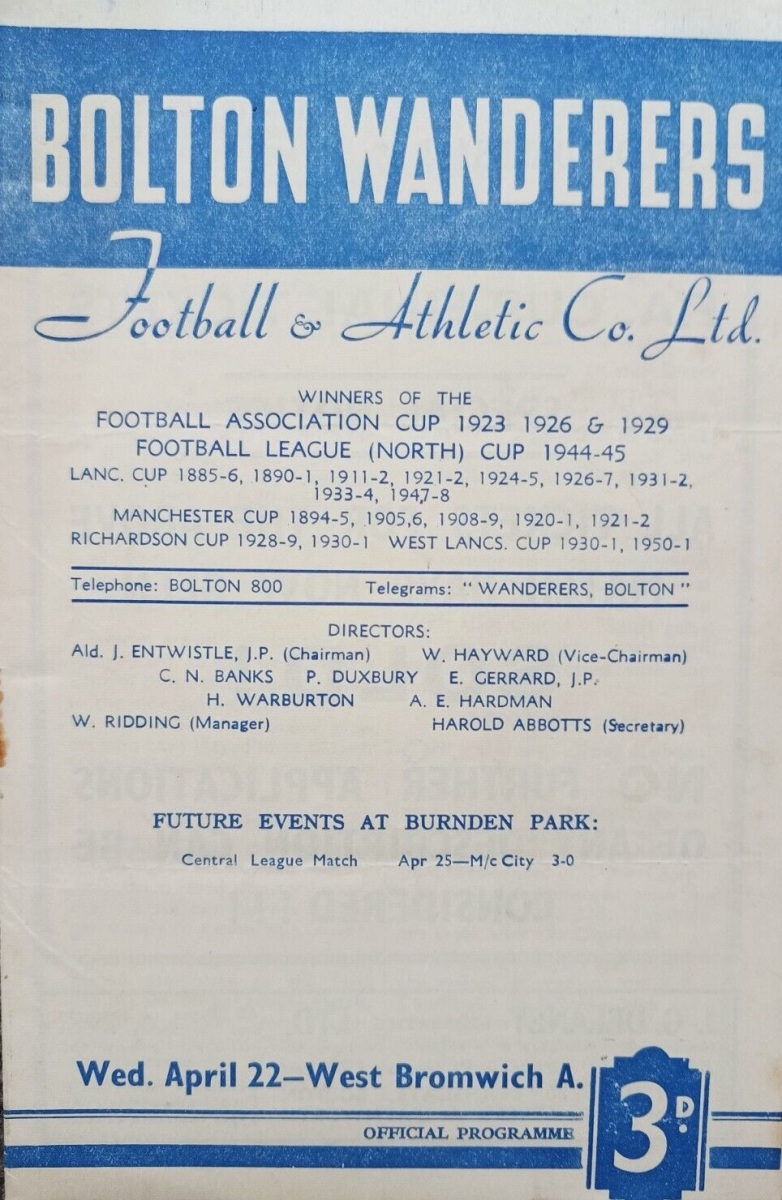 BOLTON WANDERERS
Football & Athletic Co. Ltd.
WINNERS OF THE
FOOTBALL ASSOCIATION CUP 1923 1926 & 1929
FOOTBALL LEAGUE (NORTH) CUP 1944-45
LANC. CUP 1885-6, 1890-1, 1911-2, 1921-2, 1924-5, 1926-7, 1931-2,
1933-4, 1947-8
MANCHESTER CUP 1894-5, 1905,6, 1908-9, 1920-1, 1921-2
RICHARDSON CUP 1928-9, 1930-1 WEST LANCS. CUP 1930-1, 1950-1
Telephone: BOLTON 800 Telegrams: "WANDERERS, BOLTON"
DIRECTORS:
Ald. J. ENTWISTLE, J.P. (Chairman) W. HAYWARD (Vice-Chairman)
C. N. BANKS P. DUXBURY E. GERRARD, J.P.
H. WARBURTON A. E. HARDMAN
W. RIDDING (Manager) HAROLD ABBOTTS (Secretary)
FUTURE EVENTS AT BURNDEN PARK:
Central League Match Apr 25—M/c City 3-0
Wed. April 22—West Bromwich A.
OFFICIAL PROGRAMME
3D.